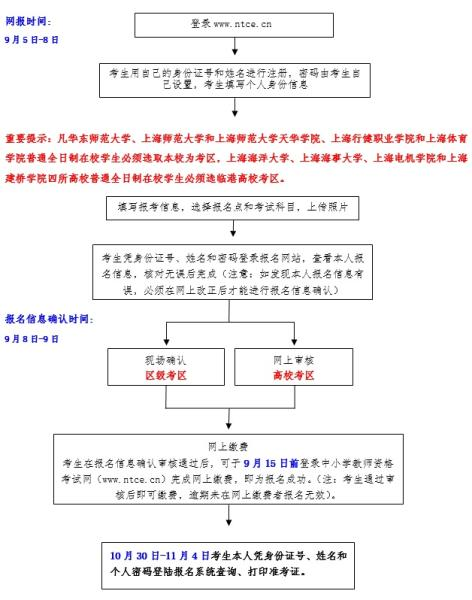 网报时间：
登录 www.ntce.cn
9 月 5 日-8 日
考生用自己的身份证号和姓名进行注册，密码由考生自
己设置，考生填写个人身份信息
重要提示：凡华东师范大学、上海师范大学和上海师范大学天华学院、上海行健职业学院和上海体育
学院普通全日制在校学生必须选取本校为考区，上海海洋大学、上海海事大学、上海电机学院和上海
建桥学院四所高校普通全日制在校学生必须选临港高校考区。
填写报考信息，选择报名点和考试科目，上传照片
考生凭身份证号、姓名和密码登录报名网站，查看本人报
名信息，核对无误后完成（注意：如发现本人报名信息有
误，必须在网上改正后才能进行报名信息确认）
报名信息确认时间：
9 月 8 日-9 日
现场确认
区级考区
网上审核
高校考区
网上缴费
考生在报名信息确认审核通过后，可于 9 月 15 日前登录中小学教师资格
考试网（www.ntce.cn）完成网上缴费，即为报名成功。（注：考生通过审
核后即可缴费，逾期未在网上缴费者报名无效）。
10 月 30 日-11 月 4 日考生本人凭身份证号、姓名和
个人密码登陆报名系统查询、打印准考证。